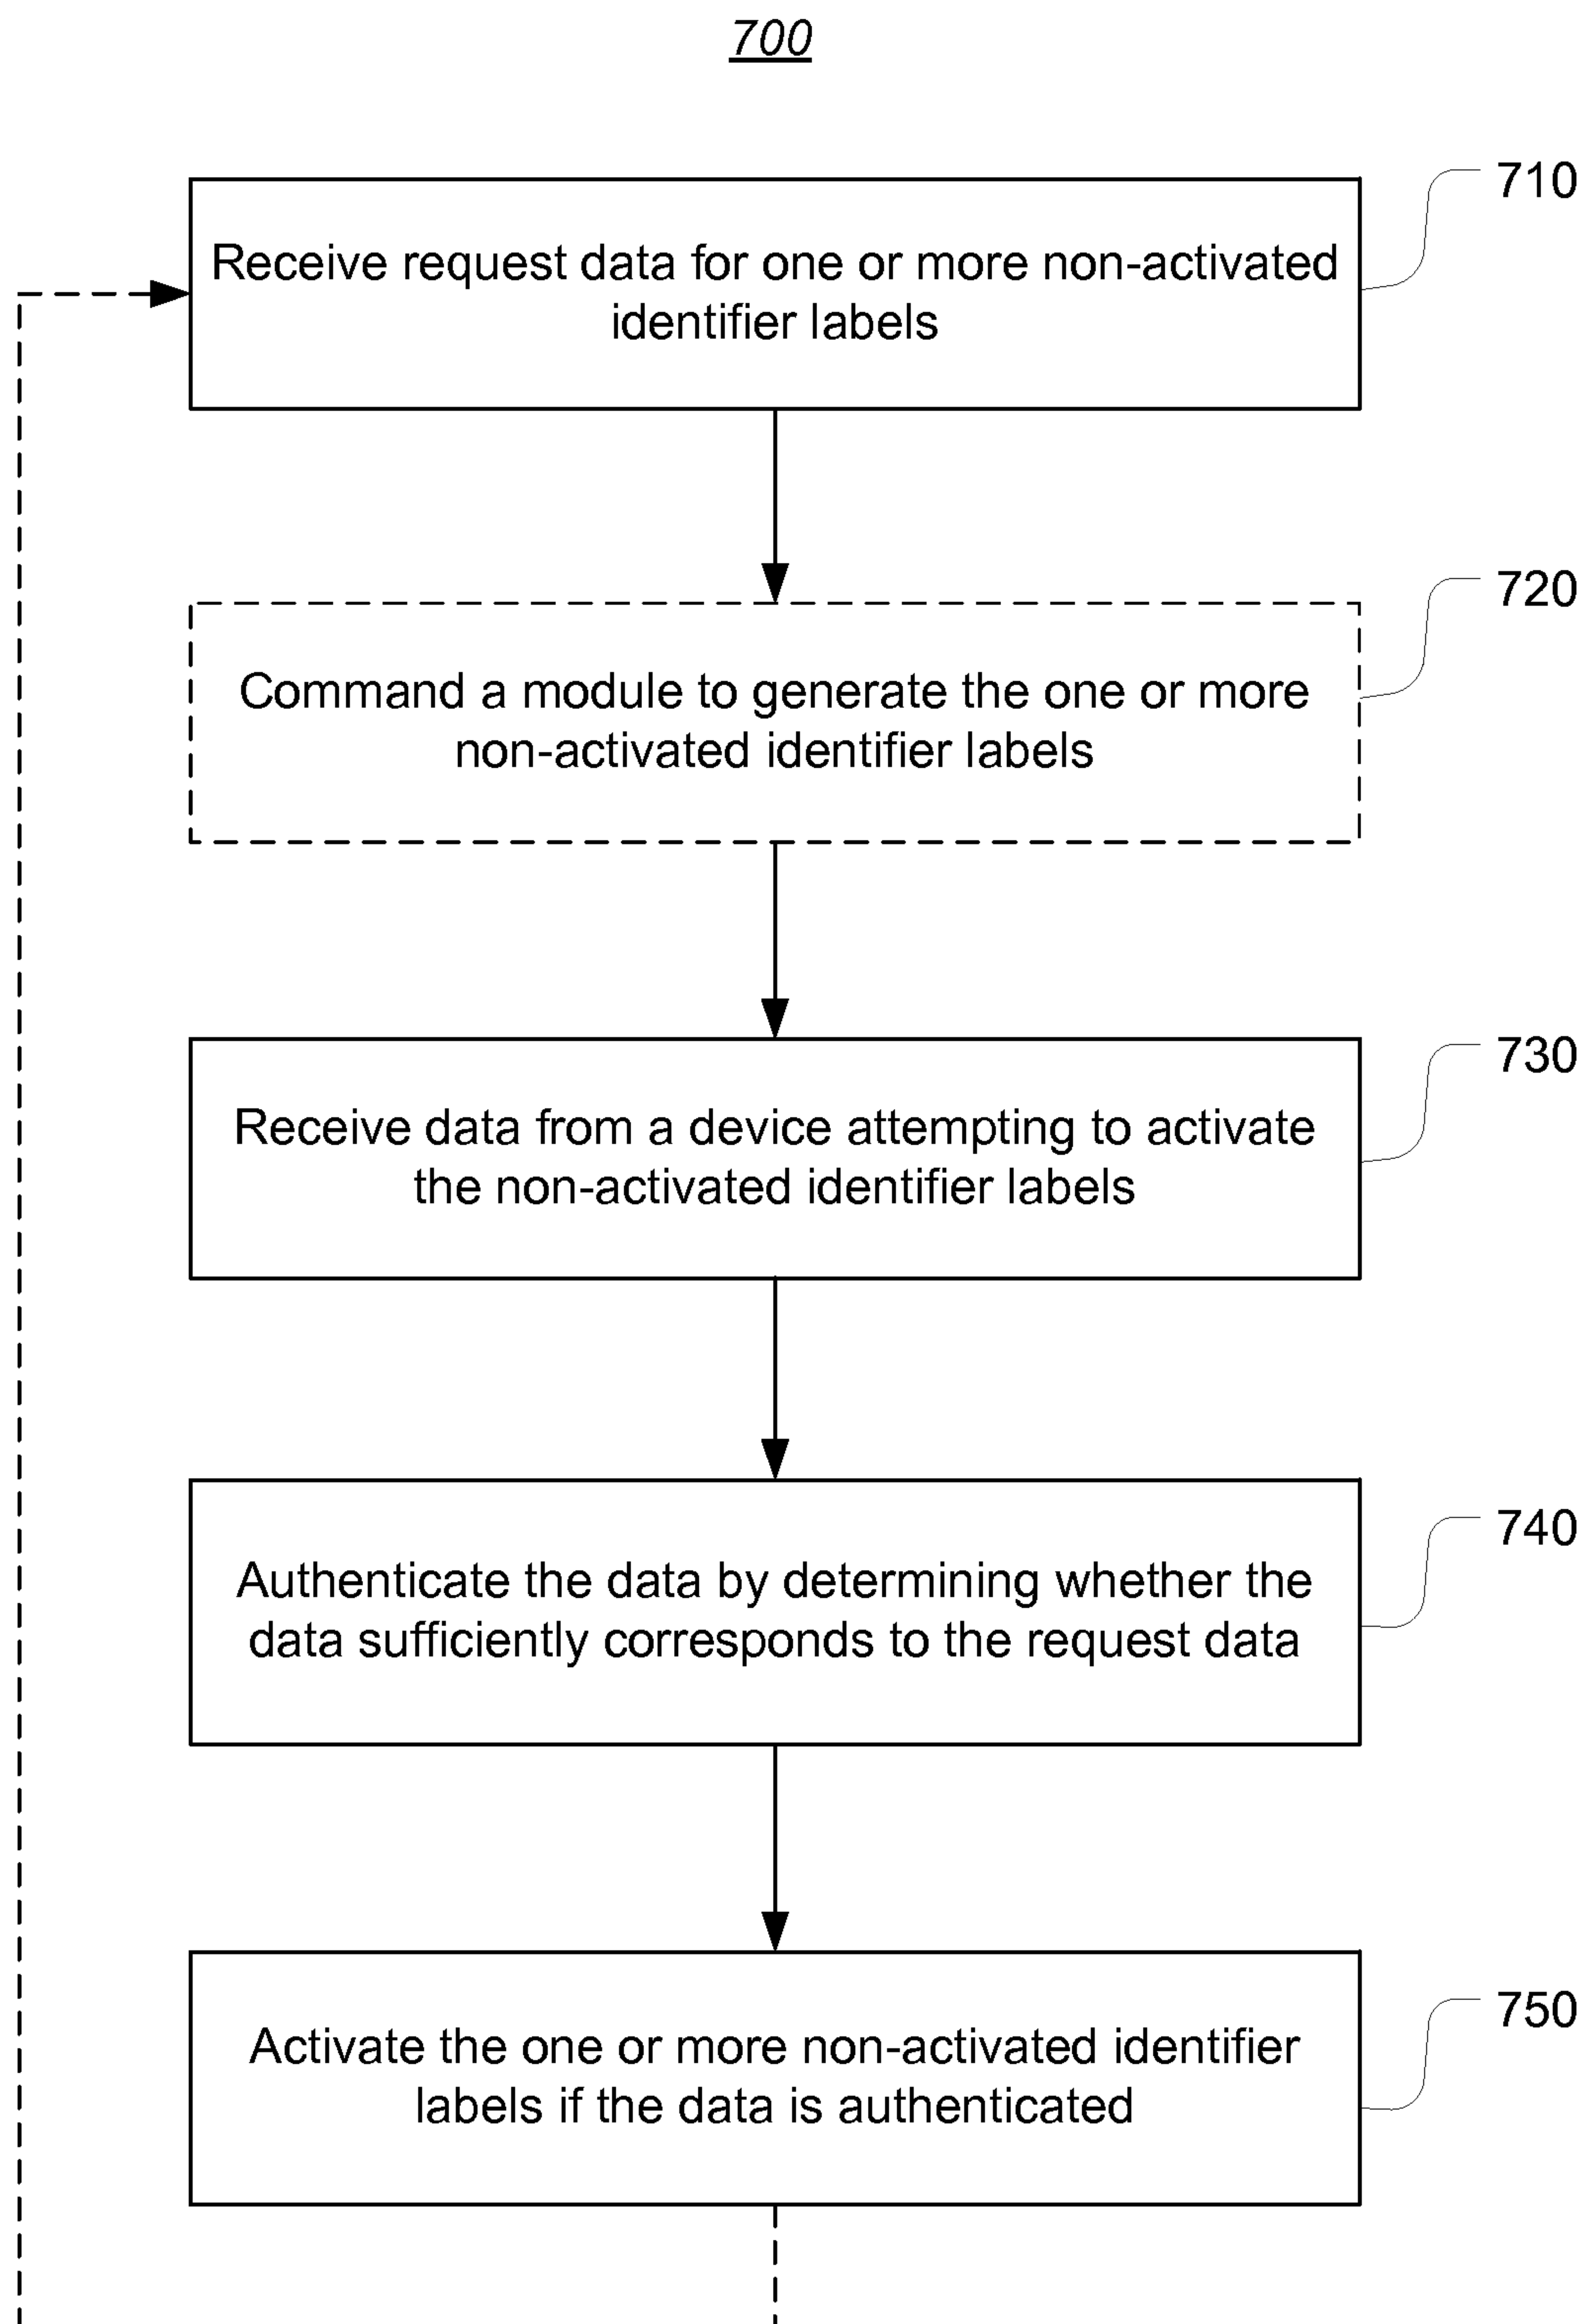 700
710
Receive request data for one or more non-activated
identifier labels
720
Command a module to generate the one or more
non-activated identifier labels
730
Receive data from a device attempting to activate
the non-activated identifier labels
740
Authenticate the data by determining whether the
data sufficiently corresponds to the request data
750
Activate the one or more non-activated identifier
labels if the data is authenticated